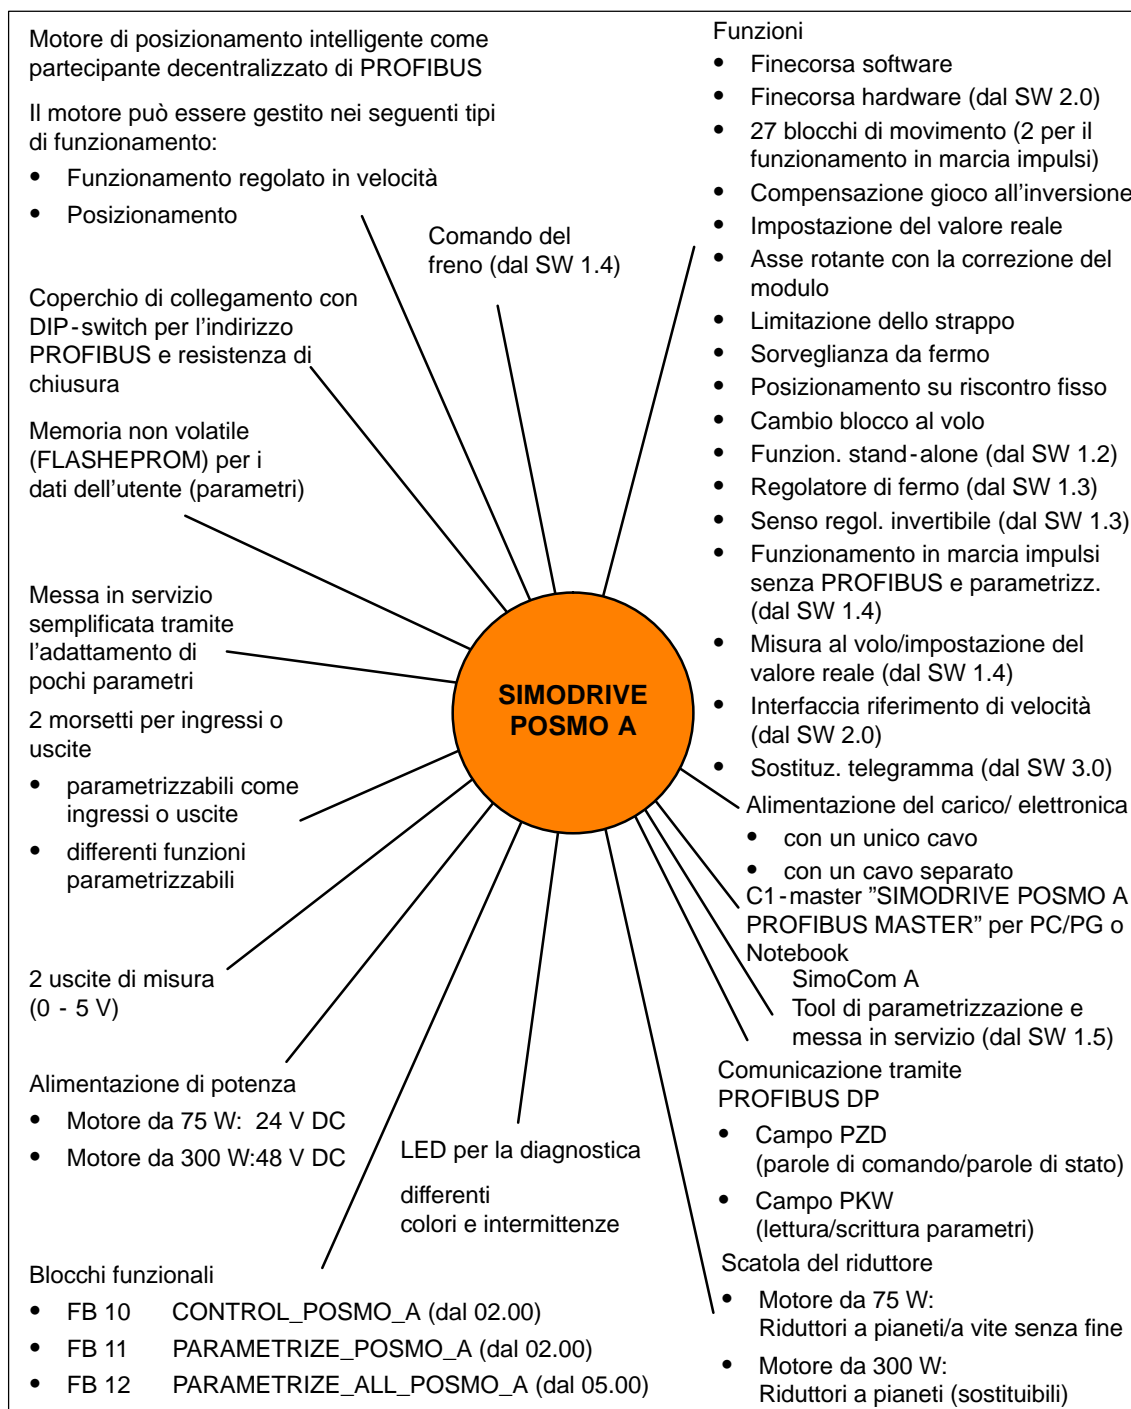 Motore di posizionamento intelligente come
partecipante decentralizzato di PROFIBUS
Il motore può essere gestito nei seguenti tipi
di funzionamento:
• Funzionamento regolato in velocità
• Posizionamento
Comando del
freno (dal SW 1.4)
Coperchio di collegamento con
DIP-switch per l'indirizzo
PROFIBUS e resistenza di
chiusura
Memoria non volatile
(FLASHEPROM) per i
dati dell'utente (parametri)
Messa in servizio
semplificata tramite
l'adattamento di
pochi parametri
2 morsetti per ingressi o
uscite
• parametrizzabili come
ingressi o uscite
• differenti funzioni
parametrizzabili
2 uscite di misura
(0 - 5 V)
Alimentazione di potenza
• Motore da 75 W: 24 V DC
• Motore da 300 W:48 V DC
LED per la diagnostica
differenti
colori e intermittenze
Blocchi funzionali
• FB 10 CONTROL_POSMO_A (dal 02.00)
• FB 11 PARAMETRIZE_POSMO_A (dal 02.00)
• FB 12 PARAMETRIZE_ALL_POSMO_A (dal 05.00)
SIMODRIVE
POSMO A
Funzioni
• Finecorsa software
• Finecorsa hardware (dal SW 2.0)
• 27 blocchi di movimento (2 per il
funzionamento in marcia impulsi)
• Compensazione gioco all'inversione
• Impostazione del valore reale
• Asse rotante con la correzione del
modulo
• Limitazione dello strappo
• Sorveglianza da fermo
• Posizionamento su riscontro fisso
• Cambio blocco al volo
• Funzion. stand-alone (dal SW 1.2)
• Regolatore di fermo (dal SW 1.3)
• Senso regol. invertibile (dal SW 1.3)
• Funzionamento in marcia impulsi
senza PROFIBUS e parametrizz.
(dal SW 1.4)
• Misura al volo/impostazione del
valore reale (dal SW 1.4)
• Interfaccia riferimento di velocità
(dal SW 2.0)
• Sostituz. telegramma (dal SW 3.0)
Alimentazione del carico/ elettronica
• con un unico cavo
• con un cavo separato
C1-master ”SIMODRIVE POSMO A
PROFIBUS MASTER” per PC/PG o
Notebook
SimoCom A
Tool di parametrizzazione e
messa in servizio (dal SW 1.5)
Comunicazione tramite
PROFIBUS DP
• Campo PZD
(parole di comando/parole di stato)
• Campo PKW
(lettura/scrittura parametri)
Scatola del riduttore
• Motore da 75 W:
Riduttori a pianeti/a vite senza fine
• Motore da 300 W:
Riduttori a pianeti (sostituibili)